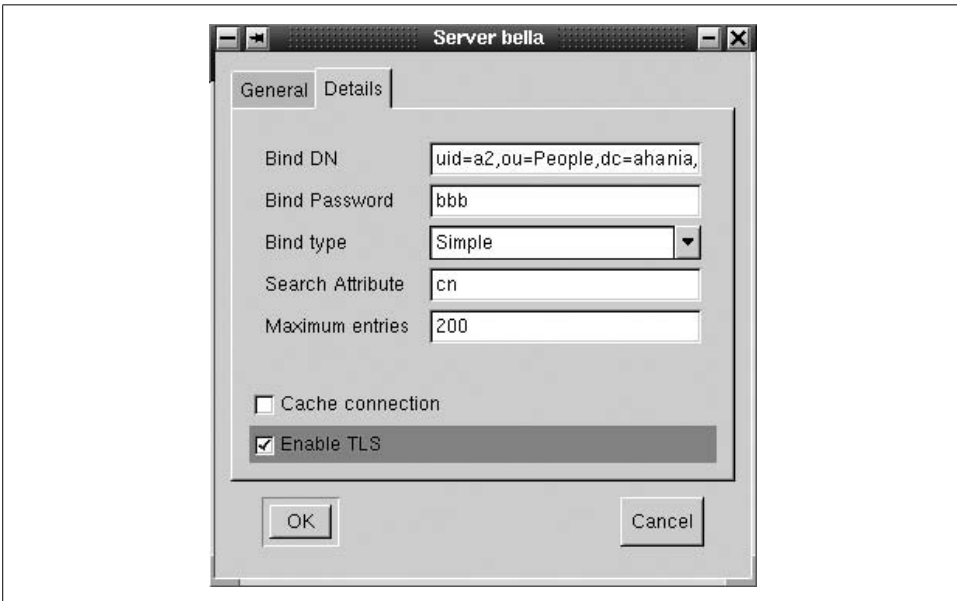 Server bella
General Details
Bind DN uid=a2,ou=People,dc=ahania,
Bind Password bbb
Bind type Simple
Search Attribute cn
Maximum entries 200
Cache connection
Enable TLS
OK Cancel